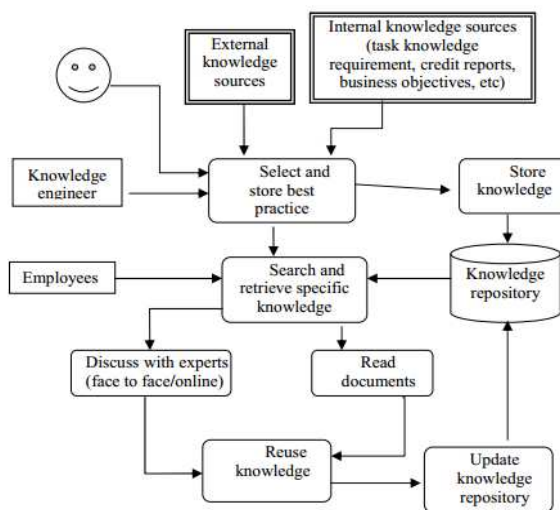 External
knowledge
sources
Internal knowledge sources
(task knowledge
requirement, credit reports,
business objectives, etc)
Knowledge
engineer
Select and
store best
practice
Store
knowledge
Employees
Search and
retrieve specific
knowledge
Knowledge
repository
Discuss with experts
(face to face/online)
Read
documents
Reuse
knowledge
Update
knowledge
repository